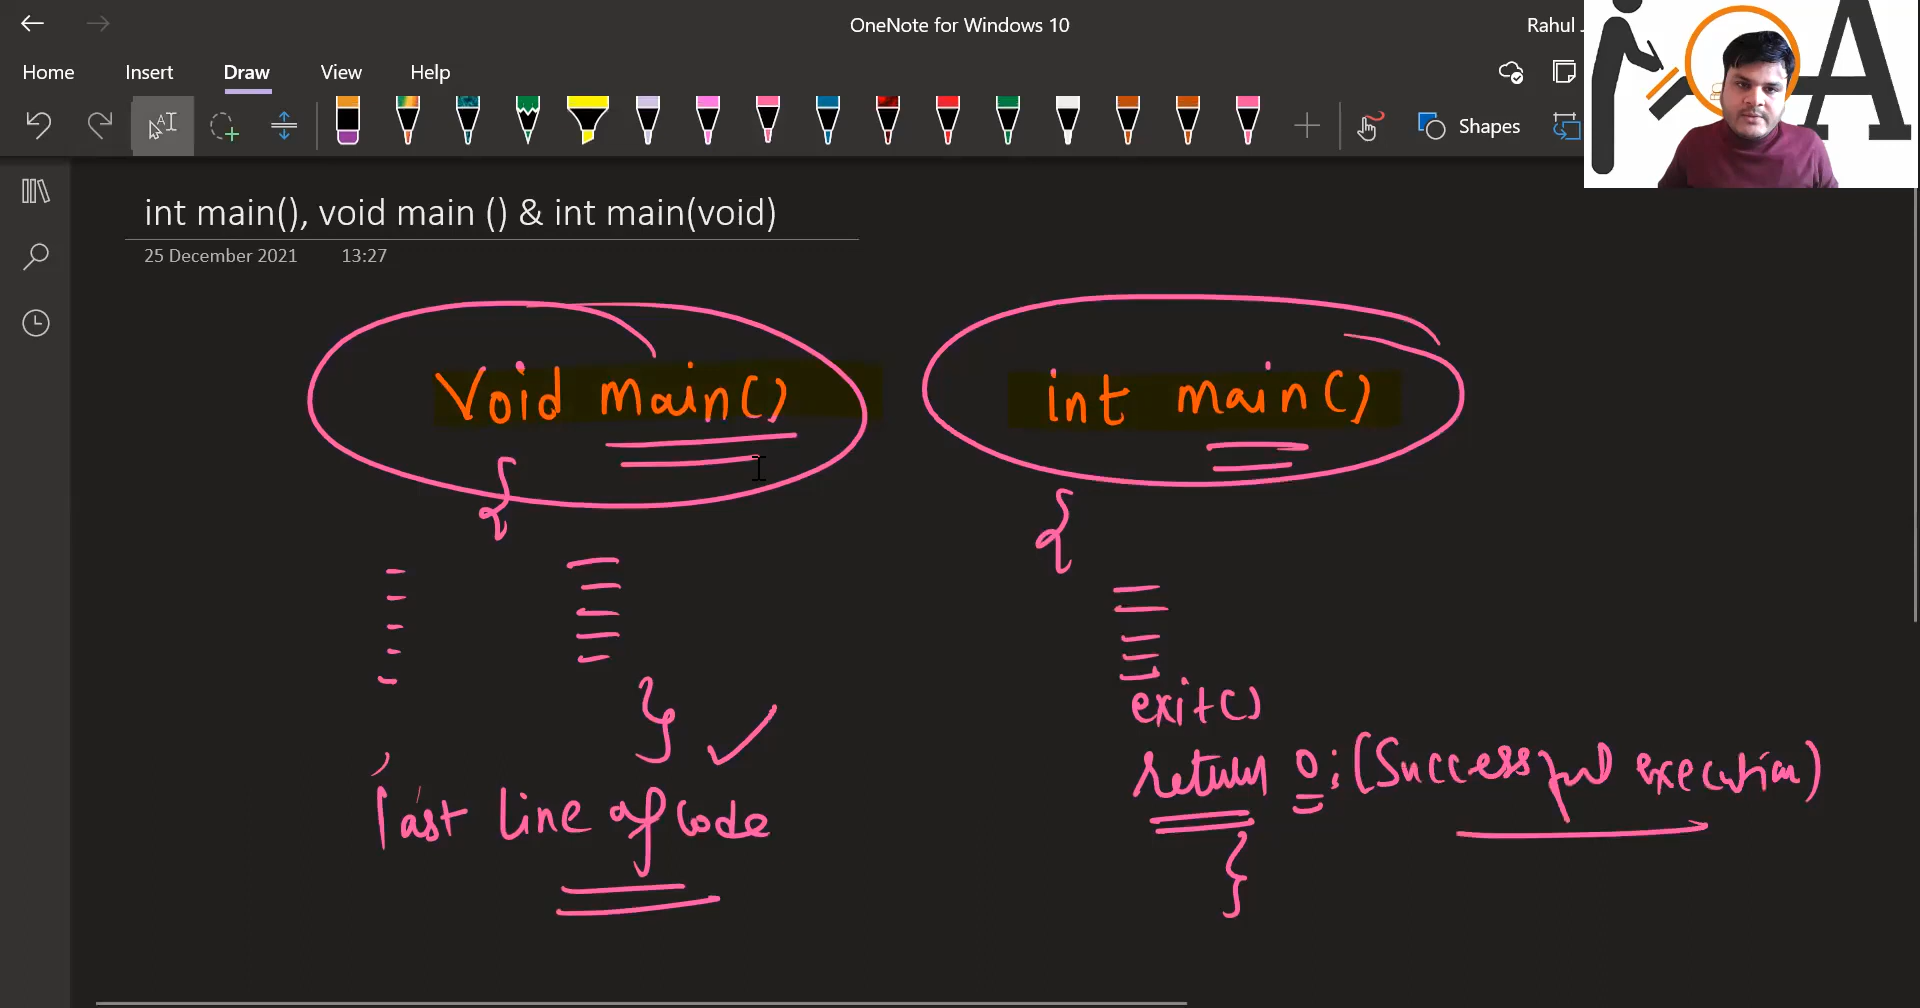 OneNote for Windows 10
Rahul J
Home Insert Draw View Help
Shapes
A
int main(), void main () & int main(void)
25 December 2021 13:27
Void main()
{
}
last line of code
int main()
{
exit()
return 0; (Successful execution)
}